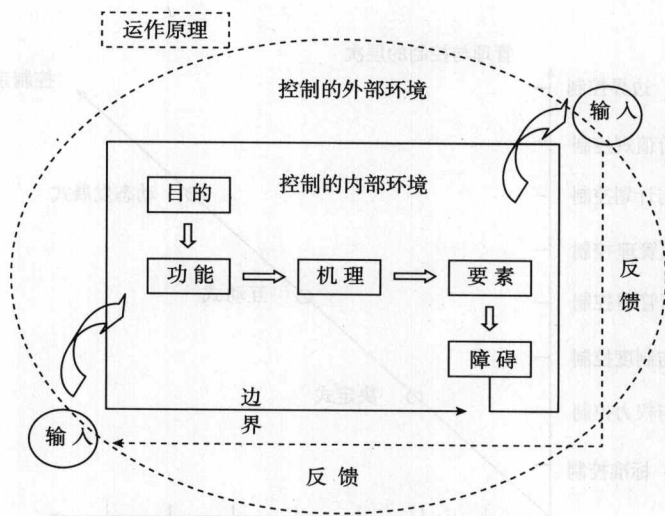 运作原理
控制的外部环境
输入
控制的内部环境
目的
功能
机理
要素
反
馈
障碍
边
界
输入
反馈